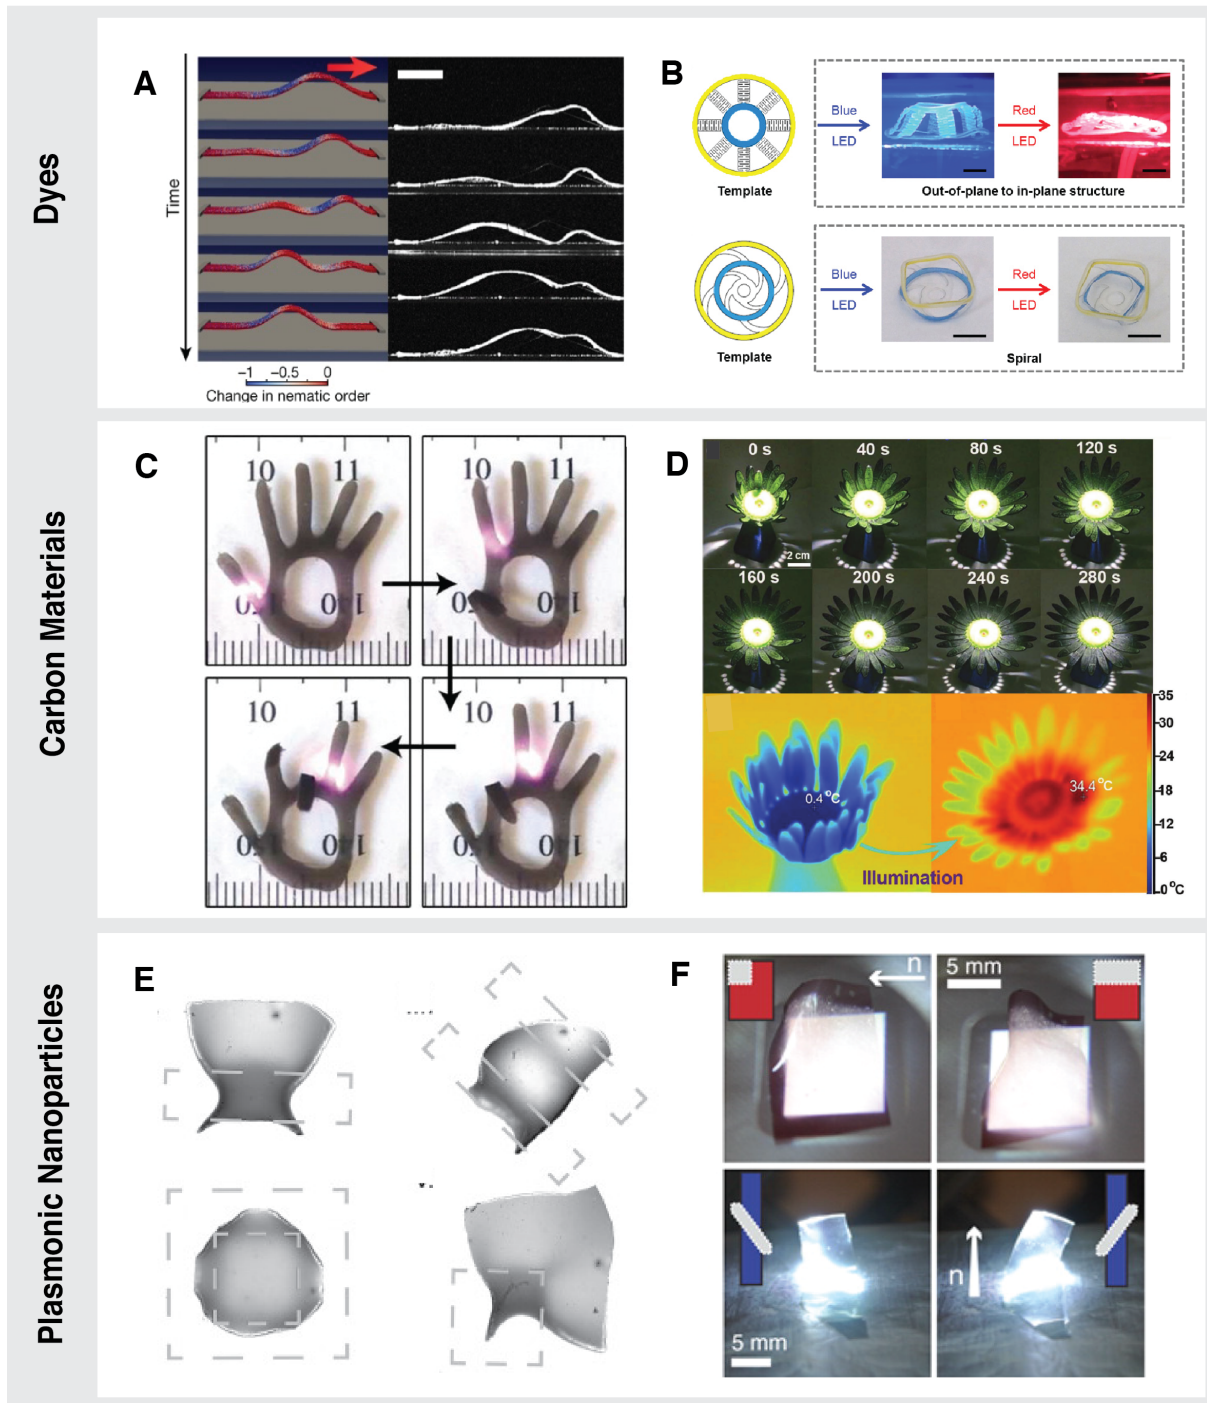 Dyes
A
Time
−1 −0.5 0
Change in nematic order
B
Template
Blue
LED
Red
LED
Out-of-plane to in-plane structure
Template
Blue
LED
Red
LED
Spiral
Carbon Materials
C
10 11
10 11
10 11
10 11
D
0 s 40 s 80 s 120 s
2 cm
160 s 200 s 240 s 280 s
0.4 °C
34.4 °C
Illumination
35
30
24
18
12
6
0 °C
Plasmonic Nanoparticles
E
F
n
5 mm
n
5 mm